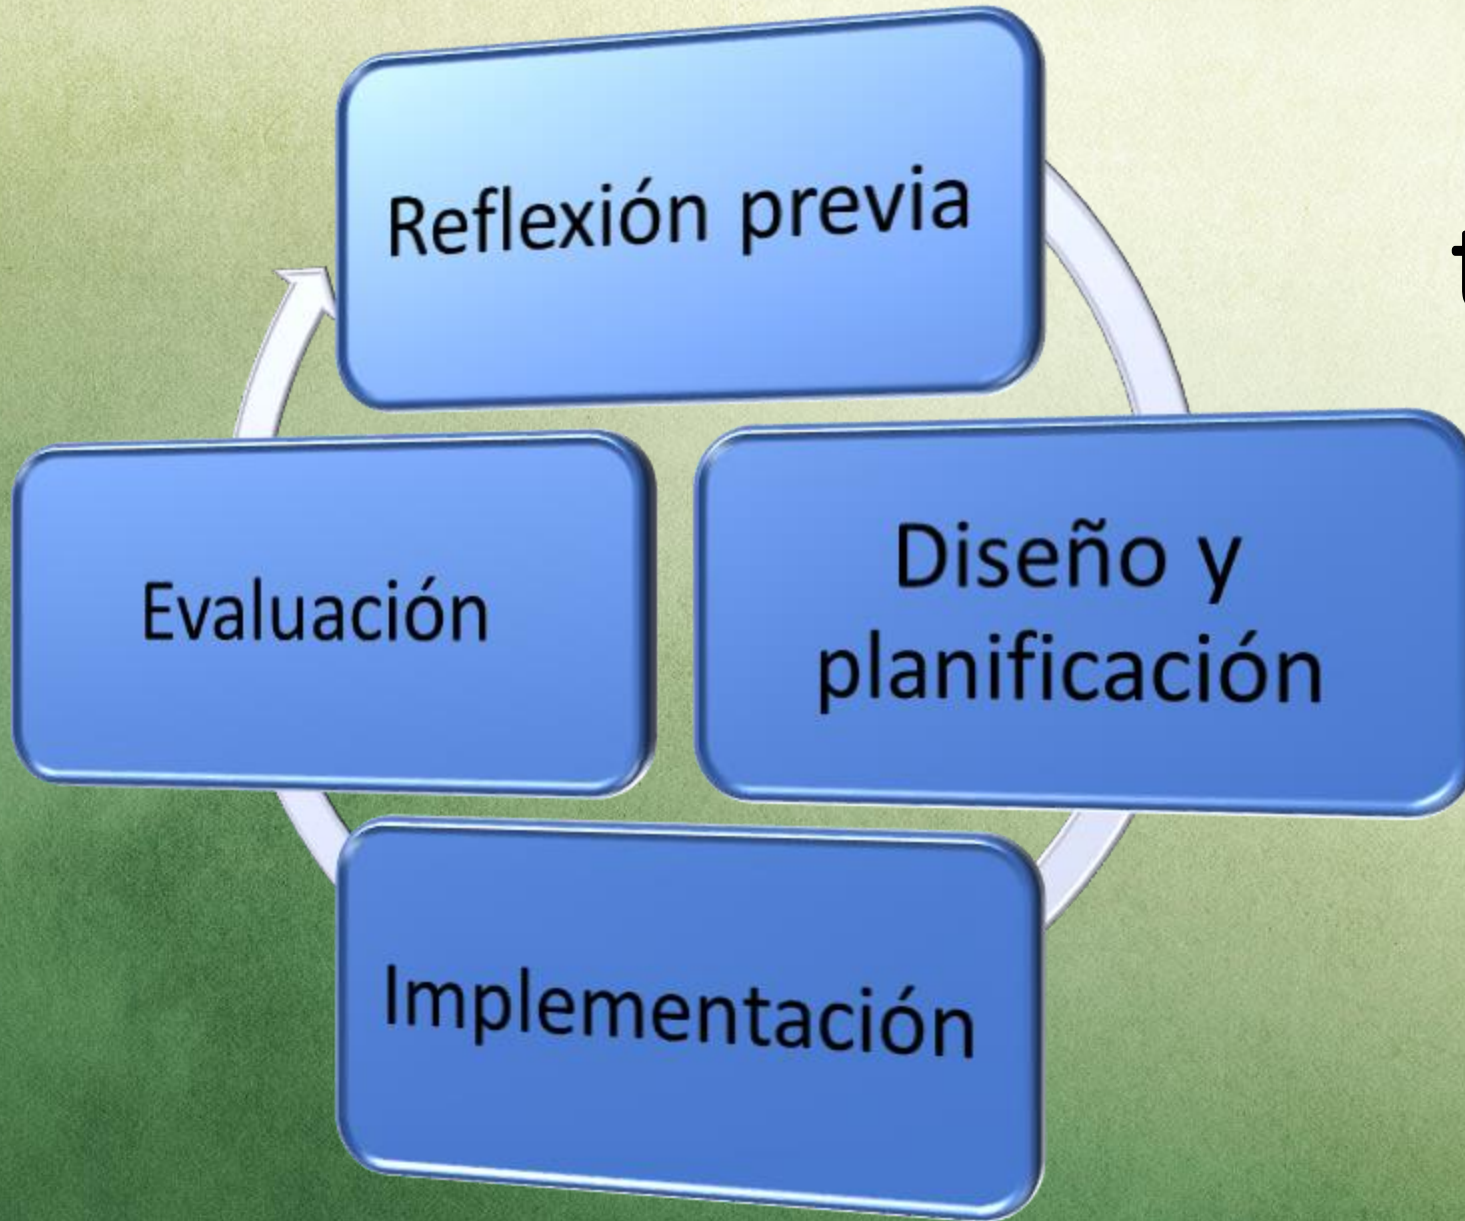 Reflexión previa
Diseño y
planificación
Implementación
Evaluación